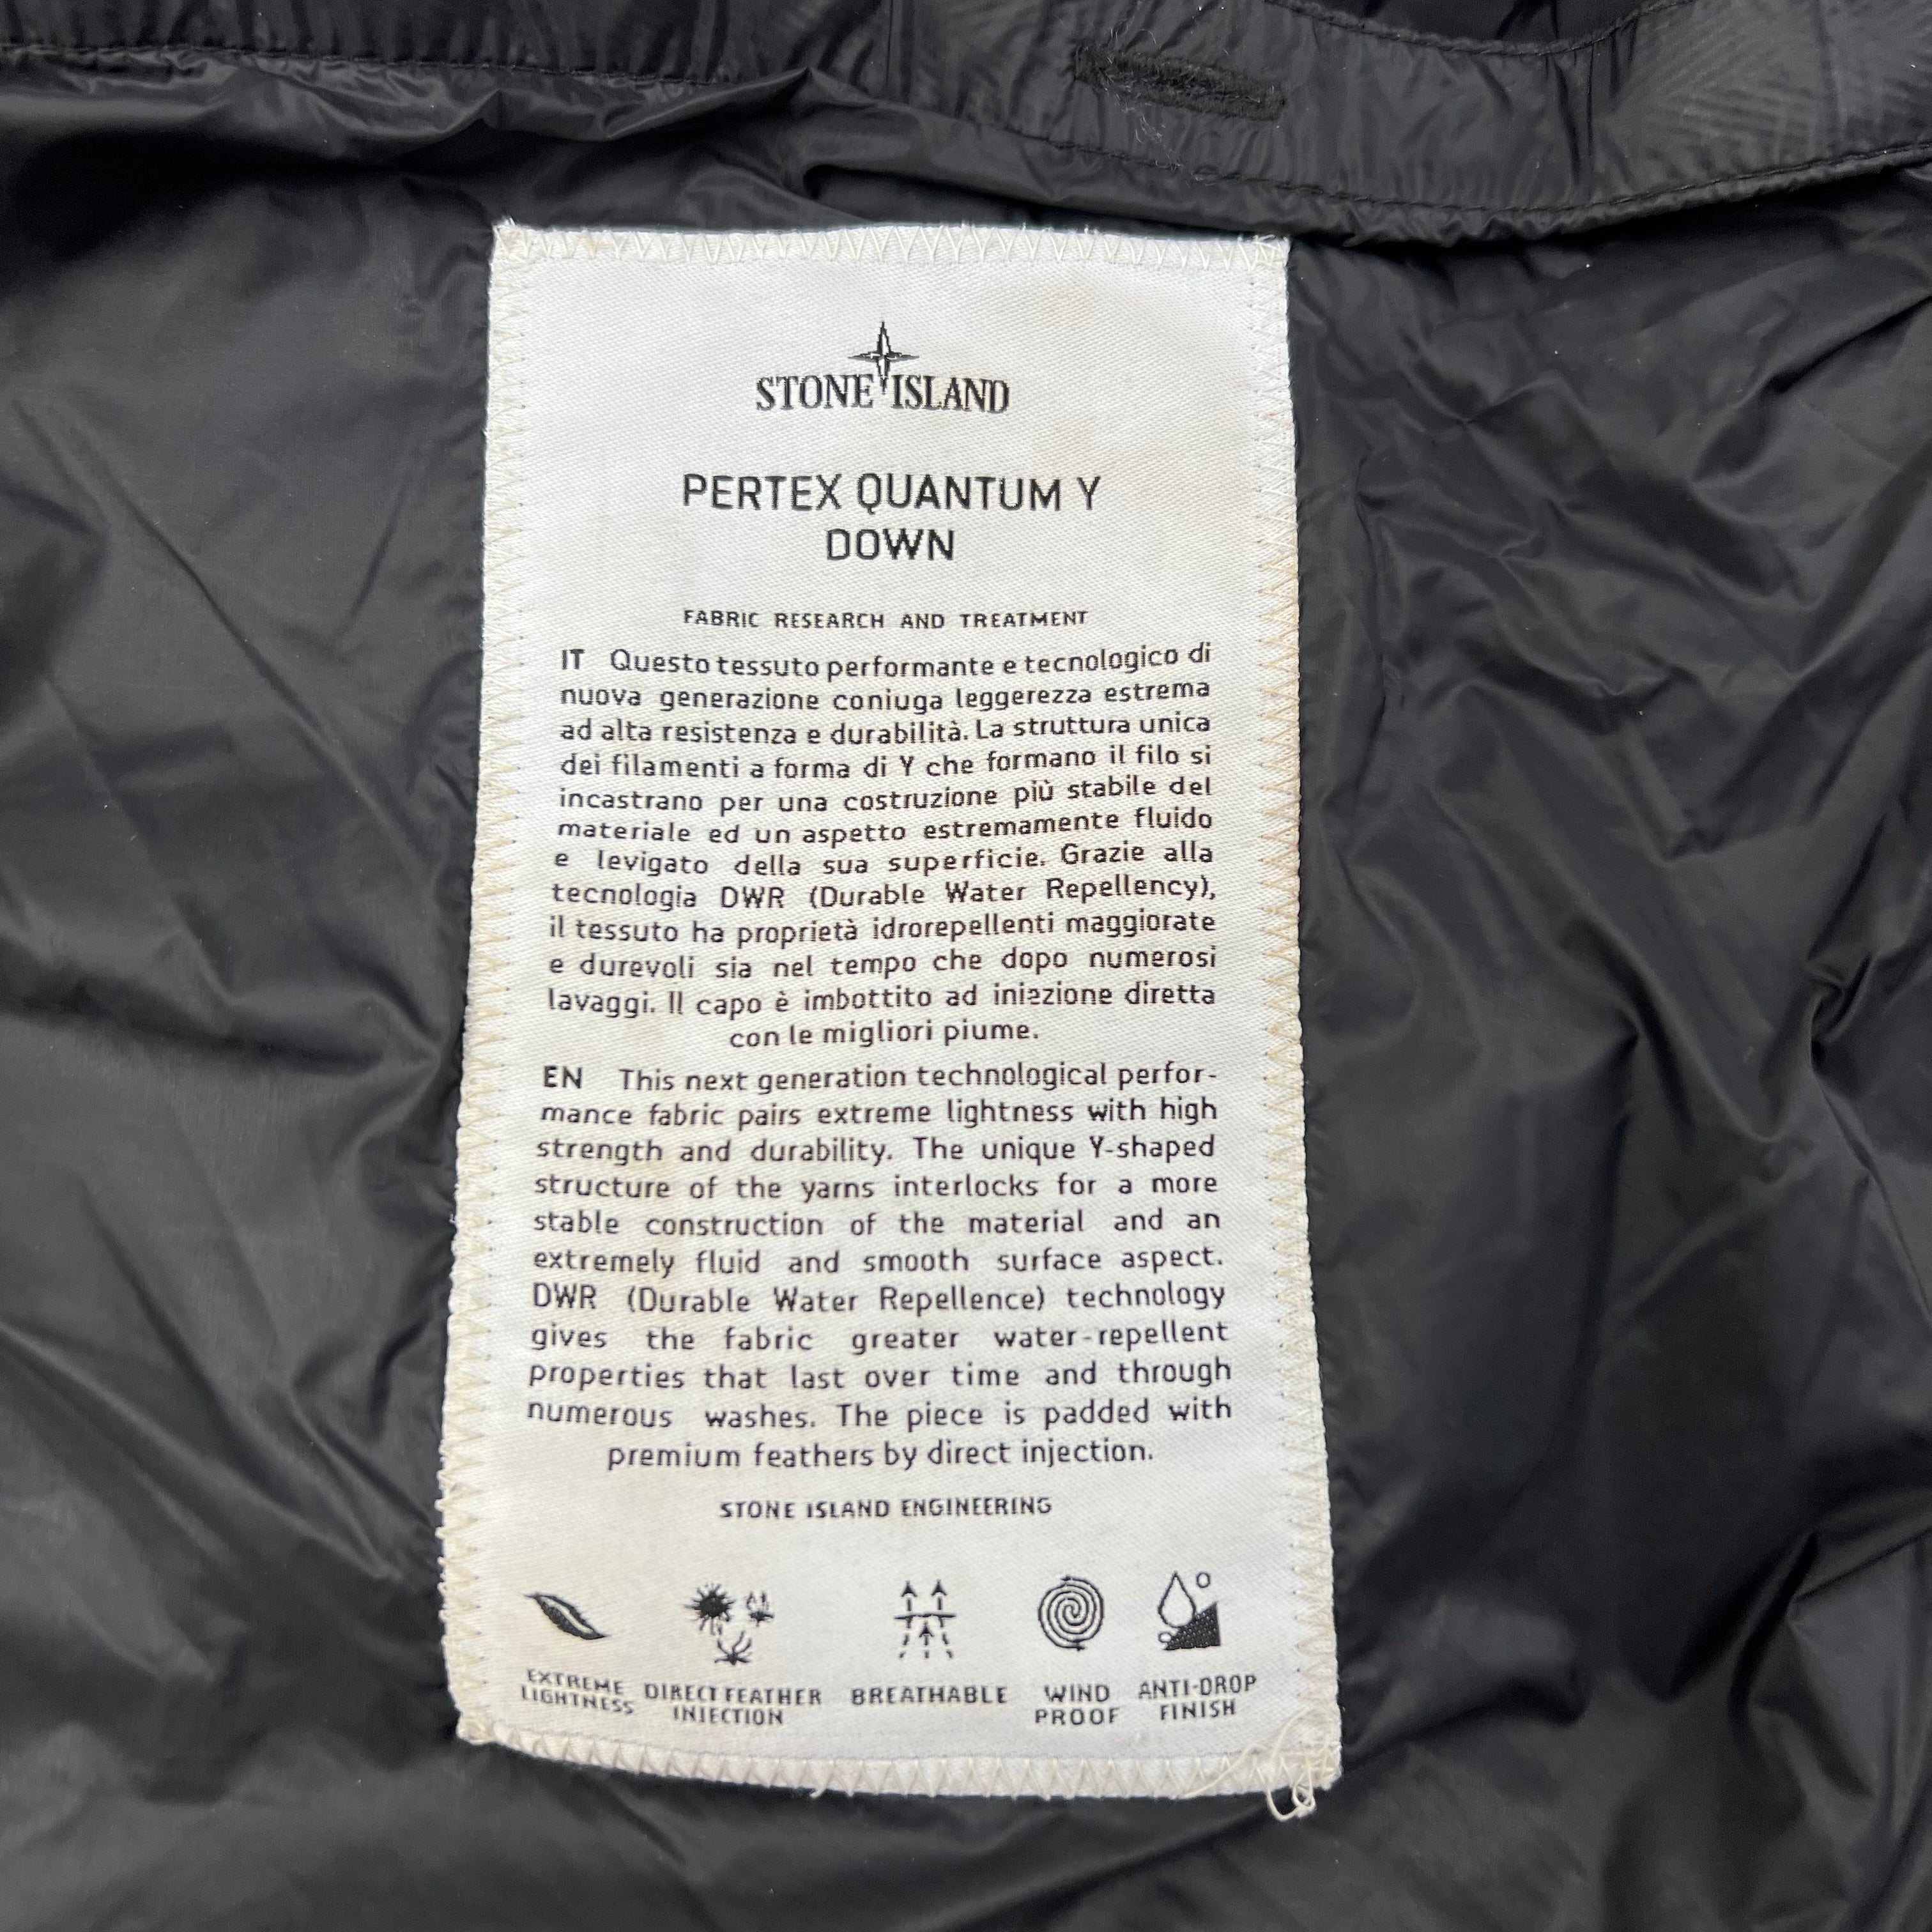 STONE ISLAND
PERTEX QUANTUM Y
DOWN
FABRIC RESEARCH AND TREATMENT
IT Questo tessuto performante e tecnologico di
nuova generazione coniuga leggerezza estrema
ad alta resistenza e durabilità. La struttura unica
dei filamenti a forma di Y che formano il filo si
incastrano per una costruzione più stabile del
materiale ed un aspetto estremamente fluido
e levigato della sua superficie. Grazie alla
tecnologia DWR (Durable Water Repellency),
il tessuto ha proprietà idrorepellenti maggiorate
e durevoli sia nel tempo che dopo numerosi
lavaggi. Il capo è imbottito ad iniezione diretta
con le migliori piume.
EN This next generation technological perfor-
mance fabric pairs extreme lightness with high
strength and durability. The unique Y-shaped
structure of the yarns interlocks for a more
stable construction of the material and an
extremely fluid and smooth surface aspect.
DWR (Durable Water Repellence) technology
gives the fabric greater water-repellent
properties that last over time and through
numerous washes. The piece is padded with
premium feathers by direct injection.
STONE ISLAND ENGINEERING
EXTREME
LIGHTNESS
DIRECT FEATHER
INJECTION
BREATHABLE
WIND
PROOF
ANTI-DROP
FINISH